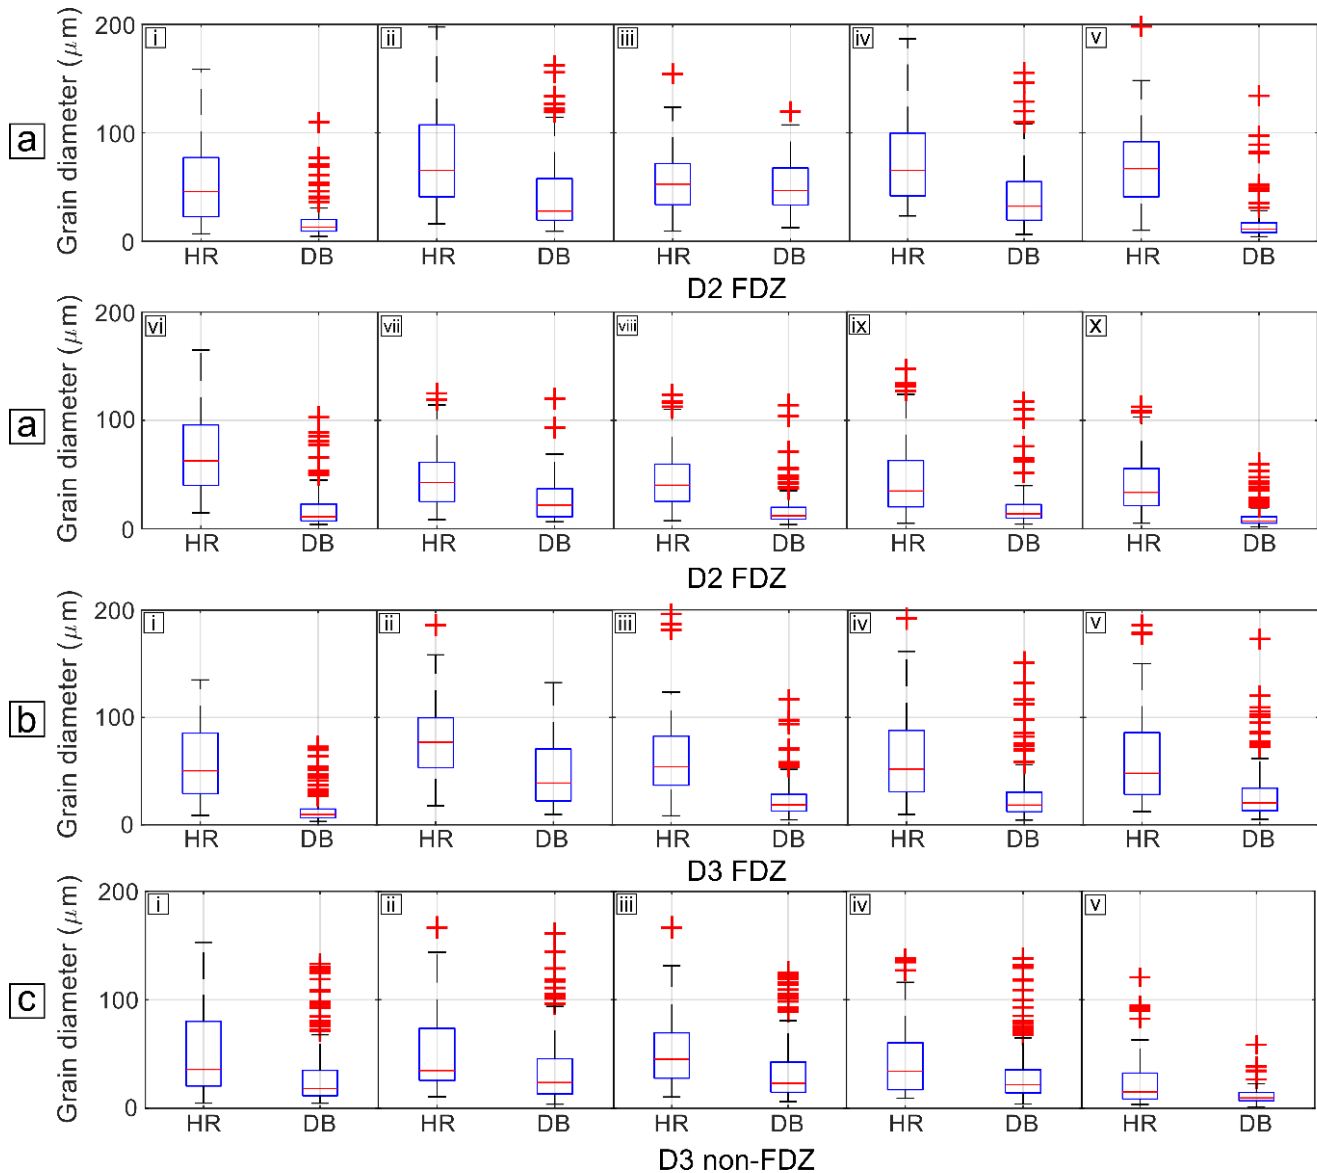 200
i
ii
iii
iv
v
a
Grain diameter (μm)
100
0
HR DB HR DB HR DB HR DB HR DB
D2 FDZ
200
vi
vii
viii
ix
x
a
Grain diameter (μm)
100
0
HR DB HR DB HR DB HR DB HR DB
D2 FDZ
200
i
ii
iii
iv
v
b
Grain diameter (μm)
100
0
HR DB HR DB HR DB HR DB HR DB
D3 FDZ
200
i
ii
iii
iv
v
c
Grain diameter (μm)
100
0
HR DB HR DB HR DB HR DB HR DB
D3 non-FDZ